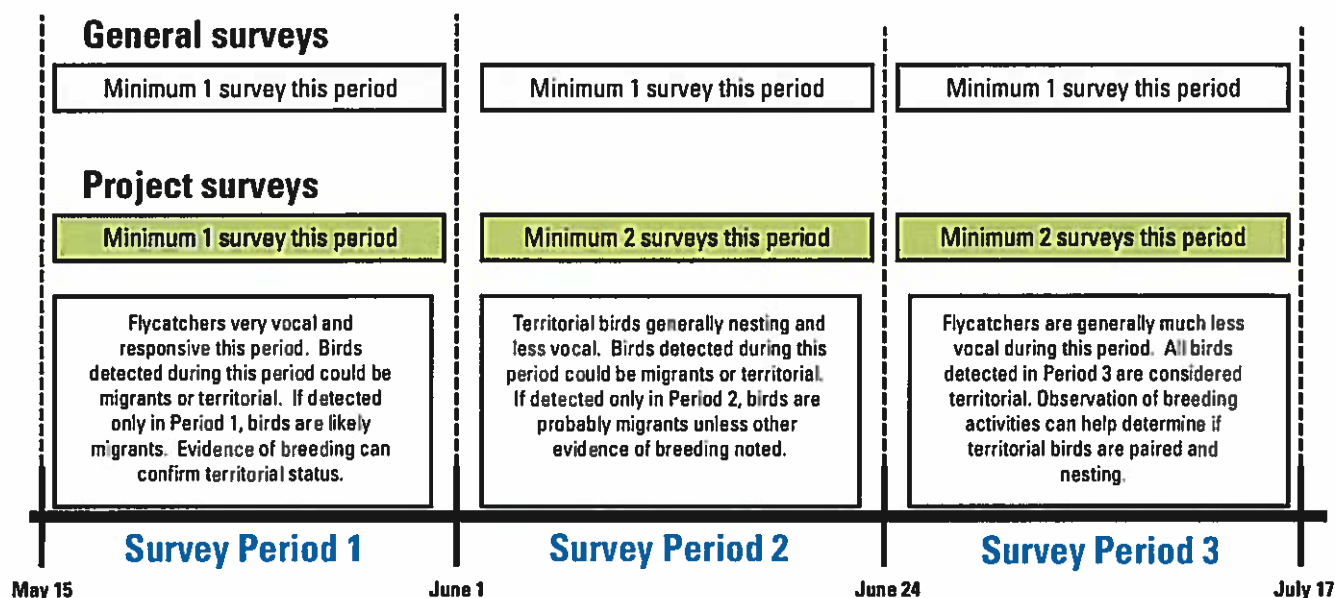 General surveys
Minimum 1 survey this period
Minimum 1 survey this period
Minimum 1 survey this period
Project surveys
Minimum 1 survey this period
Minimum 2 surveys this period
Minimum 2 surveys this period
Flycatchers very vocal and
responsive this period. Birds
detected during this period could be
migrants or territorial. If detected
only in Period 1, birds are likely
migrants. Evidence of breeding can
confirm territorial status.
Territorial birds generally nesting and
less vocal. Birds detected during this
period could be migrants or territorial.
If detected only in Period 2, birds are
probably migrants unless other
evidence of breeding noted.
Flycatchers are generally much less
vocal during this period. All birds
detected in Period 3 are considered
territorial. Observation of breeding
activities can help determine if
territorial birds are paired and
nesting.
Survey Period 1
Survey Period 2
Survey Period 3
May 15
June 1
June 24
July 17